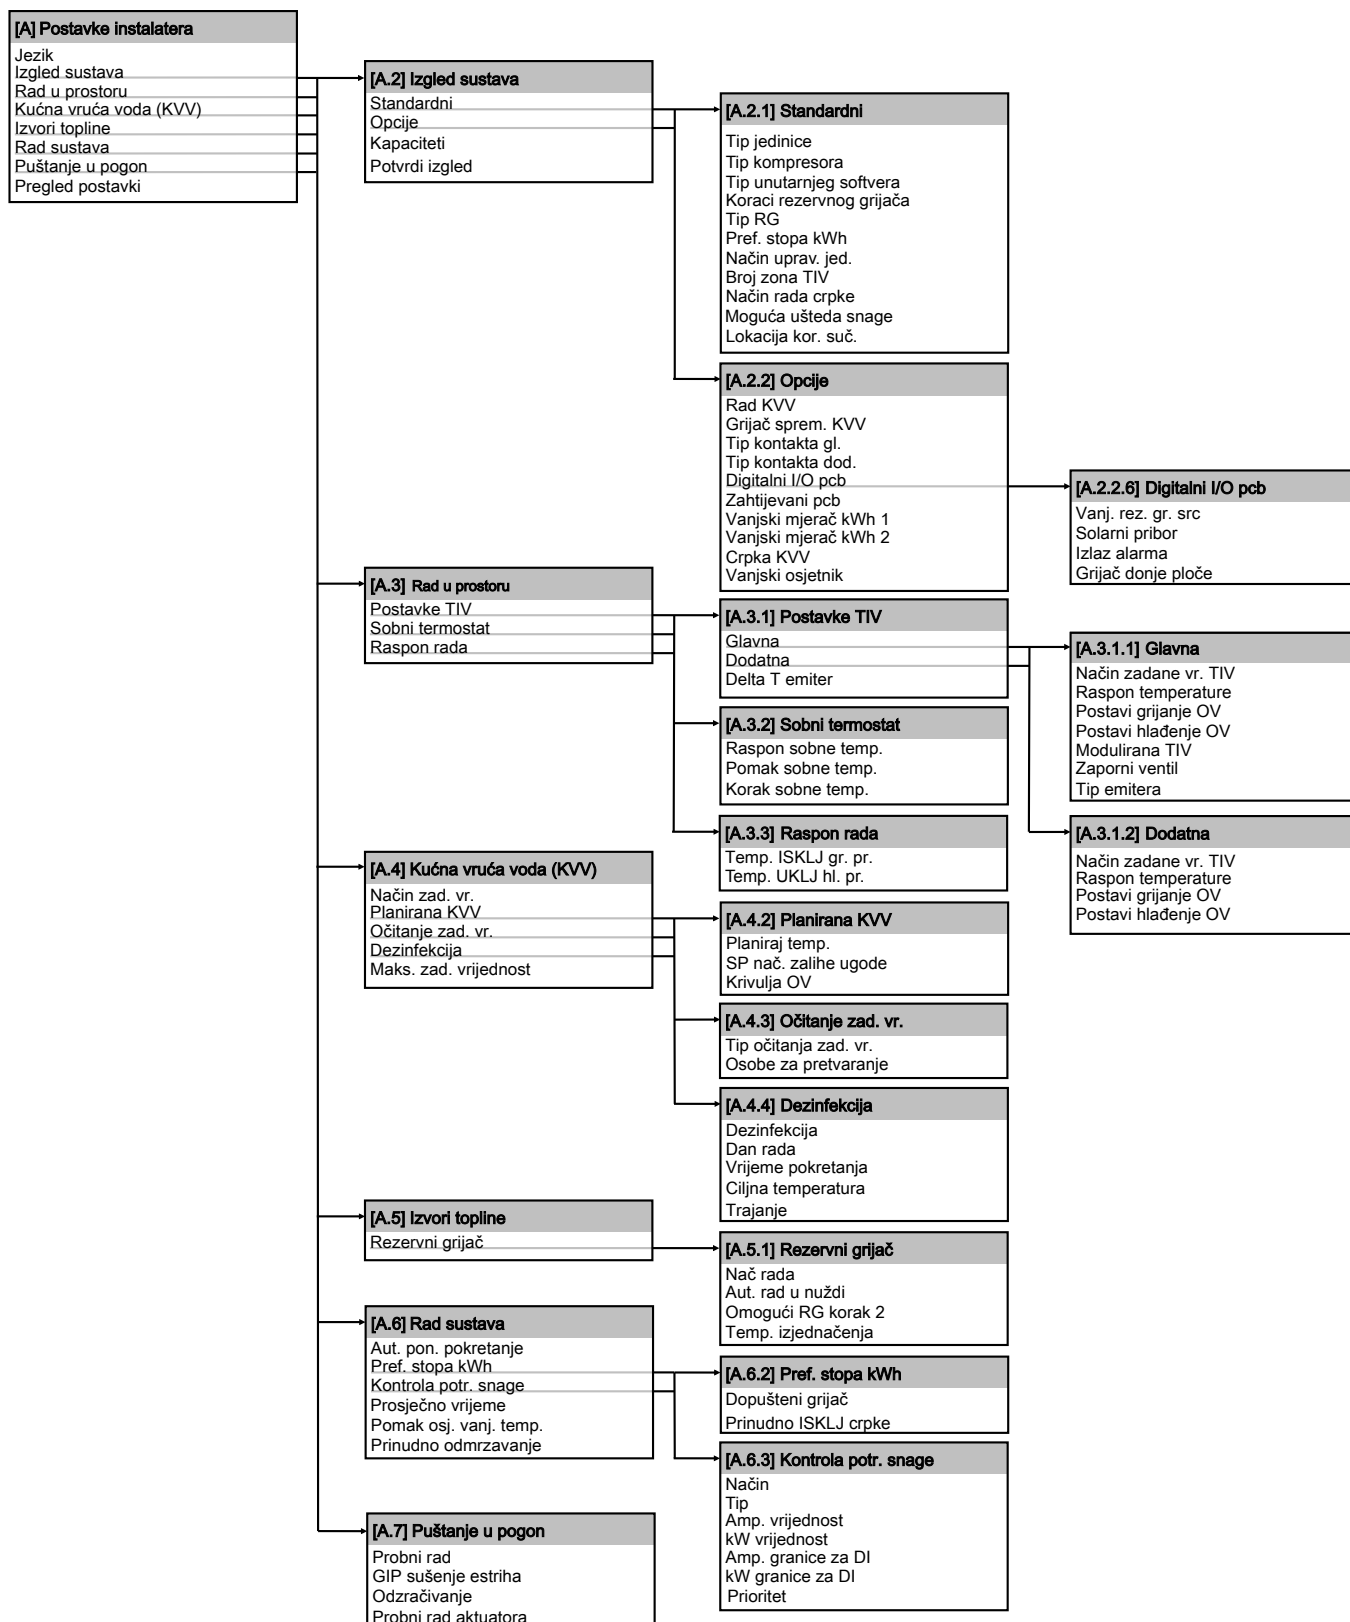 [A] Postavke instalatera
Jezik
Izgled sustava
Rad u prostoru
Kućna vruća voda (KVV)
Izvori topline
Rad sustava
Puštanje u pogon
Pregled postavki
[A.2] Izgled sustava
Standardni
Opcije
Kapaciteti
Potvrdi izgled
[A.2.1] Standardni
Tip jedinice
Tip kompresora
Tip unutarnjeg softvera
Koraci rezervnog grijača
Tip RG
Pref. stopa kWh
Način uprav. jed.
Broj zona TIV
Način rada crpke
Moguća ušteda snage
Lokacija kor. suč.
[A.2.2] Opcije
Rad KVV
Grijač sprem. KVV
Tip kontakta gl.
Tip kontakta dod.
Digitalni I/O pcb
Zahtijevani pcb
Vanjski mjerač kWh 1
Vanjski mjerač kWh 2
Crpka KVV
Vanjski osjetnik
[A.2.2.6] Digitalni I/O pcb
Vanj. rez. gr. src
Solarni pribor
Izlaz alarma
Grijač donje ploče
[A.3] Rad u prostoru
Postavke TIV
Sobni termostat
Raspon rada
[A.3.1] Postavke TIV
Glavna
Dodatna
Delta T emiter
[A.3.1.1] Glavna
Način zadane vr. TIV
Raspon temperature
Postavi grijanje OV
Postavi hlađenje OV
Modulirana TIV
Zaporni ventil
Tip emitera
[A.3.1.2] Dodatna
Način zadane vr. TIV
Raspon temperature
Postavi grijanje OV
Postavi hlađenje OV
[A.3.2] Sobni termostat
Raspon sobne temp.
Pomak sobne temp.
Korak sobne temp.
[A.3.3] Raspon rada
Temp. ISKLJ gr. pr.
Temp. UKLJ hl. pr.
[A.4] Kućna vruća voda (KVV)
Način zad. vr.
Planirana KVV
Očitanje zad. vr.
Dezinfekcija
Maks. zad. vrijednost
[A.4.2] Planirana KVV
Planiraj temp.
SP nač. zalihe ugode
Krivulja OV
[A.4.3] Očitanje zad. vr.
Tip očitanja zad. vr.
Osobe za pretvaranje
[A.4.4] Dezinfekcija
Dezinfekcija
Dan rada
Vrijeme pokretanja
Ciljna temperatura
Trajanje
[A.5] Izvori topline
Rezervni grijač
[A.5.1] Rezervni grijač
Nač rada
Aut. rad u nuždi
Omogući RG korak 2
Temp. izjednačenja
[A.6] Rad sustava
Aut. pon. pokretanje
Pref. stopa kWh
Kontrola potr. snage
Prosječno vrijeme
Pomak osj. vanj. temp.
Prinudno odmrzavanje
[A.6.2] Pref. stopa kWh
Dopušteni grijač
Prinudno ISKLJ crpke
[A.6.3] Kontrola potr. snage
Način
Tip
Amp. vrijednost
kW vrijednost
Amp. granice za DI
kW granice za DI
Prioritet
[A.7] Puštanje u pogon
Probni rad
GIP sušenje estriha
Odzračivanje
Probni rad aktuatora